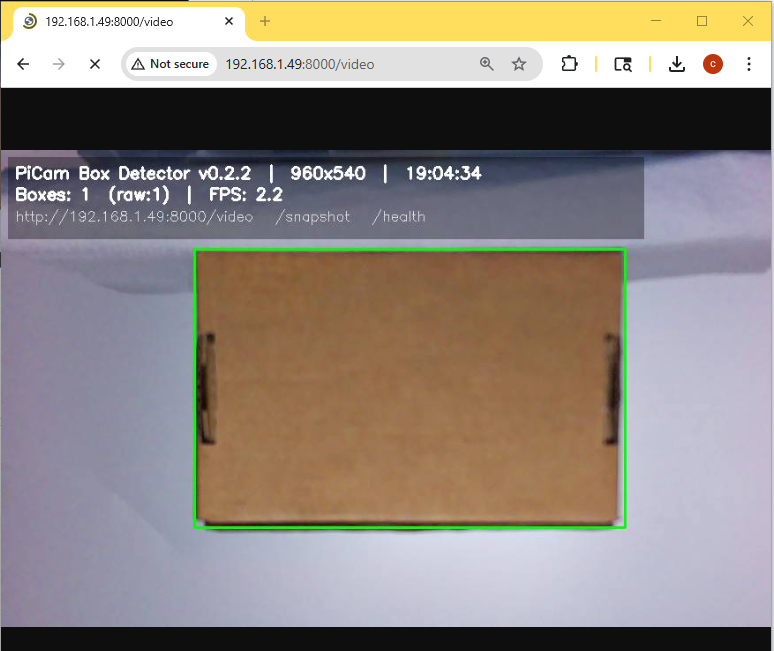 192.168.1.49:8000/video
Not secure
192.168.1.49:8000/video
C
PiCam Box Detector v0.2.2 | 960x540 | 19:04:34
Boxes: 1 (raw:1) | FPS: 2.2
http://192.168.1.49:8000/video /snapshot /health